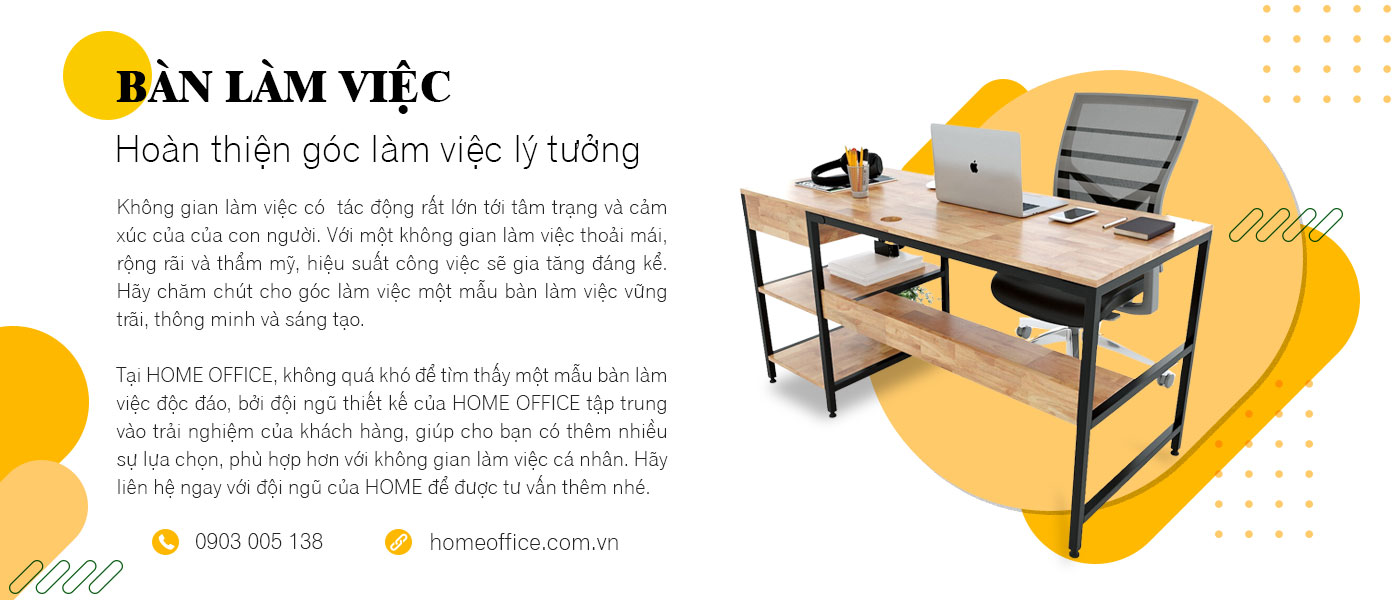 BÀN LÀM VIỆC
Hoàn thiện góc làm việc lý tưởng
Không gian làm việc có  tác động rất lớn tới tâm trạng và cảm
xúc của của con người. Với một không gian làm việc thoải mái,
rộng rãi và thẩm mỹ, hiệu suất công việc sẽ gia tăng đáng kể.
Hãy chăm chút cho góc làm việc một mẫu bàn làm việc vững
trãi, thông minh và sáng tạo.
Tại HOME OFFICE, không quá khó để tìm thấy một mẫu bàn làm
việc độc đáo, bởi đội ngũ thiết kế của HOME OFFICE tập trung
vào trải nghiệm của khách hàng, giúp cho bạn có thêm nhiều
sự lựa chọn, phù hợp hơn với không gian làm việc cá nhân. Hãy
liên hệ ngay với đội ngũ của HOME để được tư vấn thêm nhé.
0903 005 138
homeoffice.com.vn